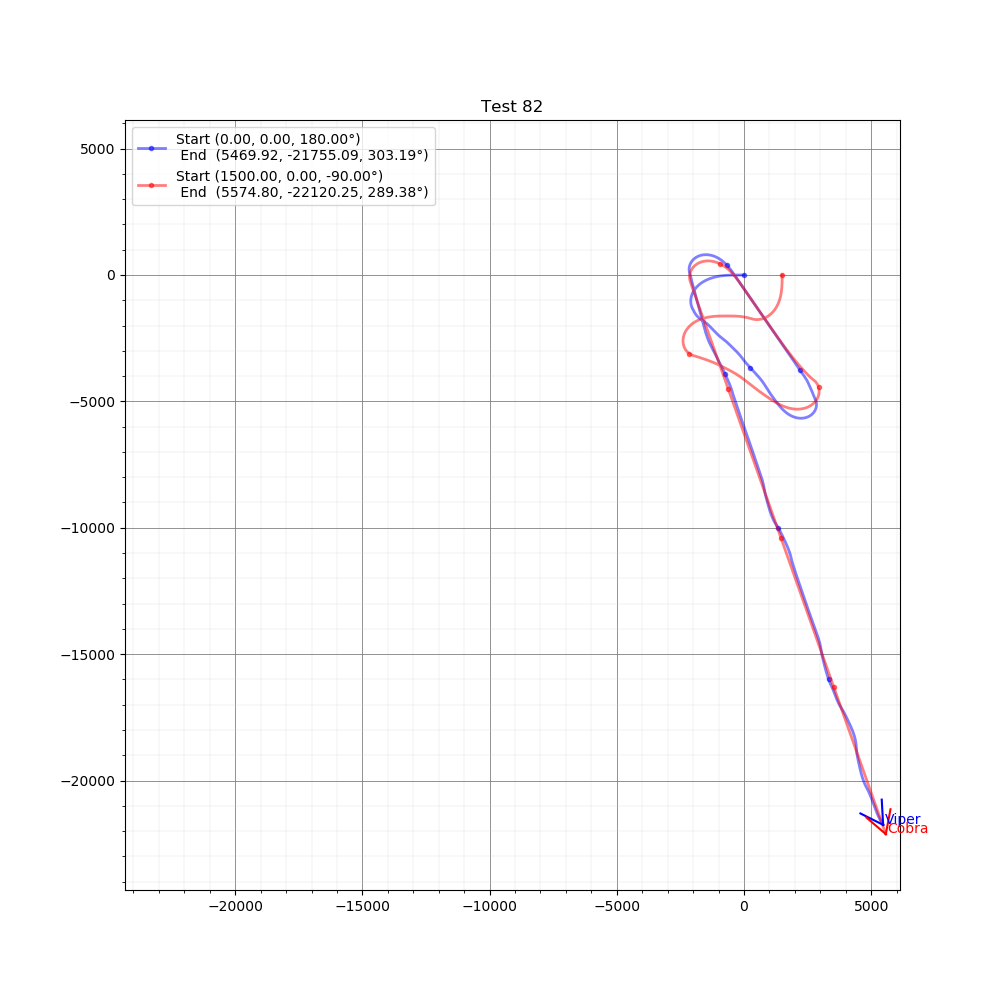 Test 82
Start (0.00, 0.00, 180.00°)
End (5469.92, -21755.09, 303.19°)
Start (1500.00, 0.00, -90.00°)
End (5574.80, -22120.25, 289.38°)
5000
0
−5000
−10000
−15000
−20000
Viper
Cobra
−20000 −15000 −10000 −5000 0 5000